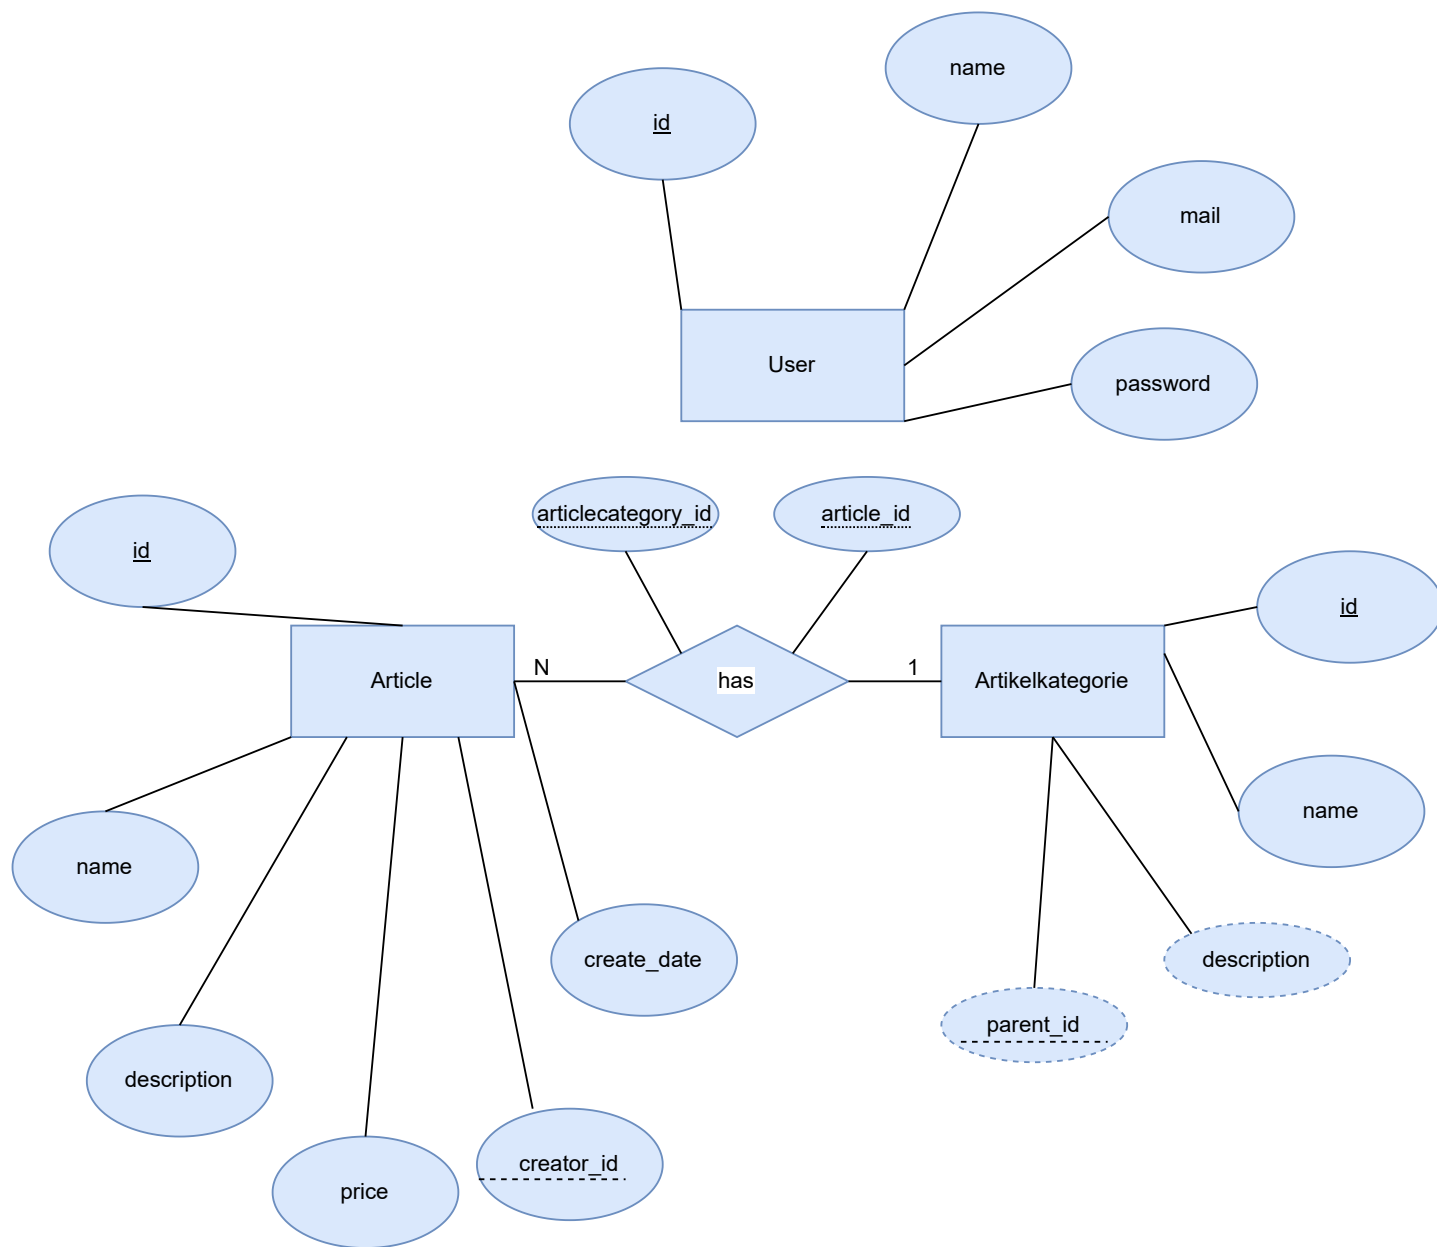 name
id
mail
User
password
articlecategory_id
article_id
id
id
N
1
Article
has
Artikelkategorie
name
name
create_date
description
parent_id
description
creator_id
price